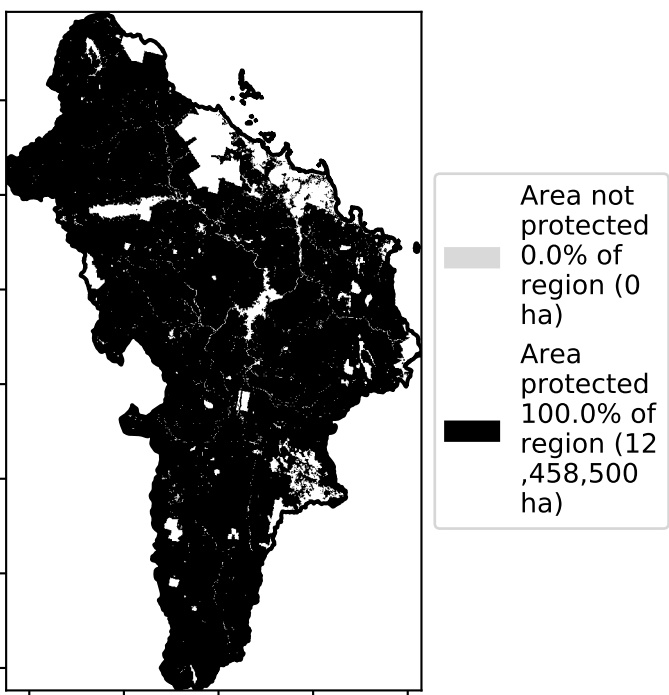 Area not
protected
0.0% of
region (0
ha)
Area
protected
100.0% of
region (12
,458,500
ha)